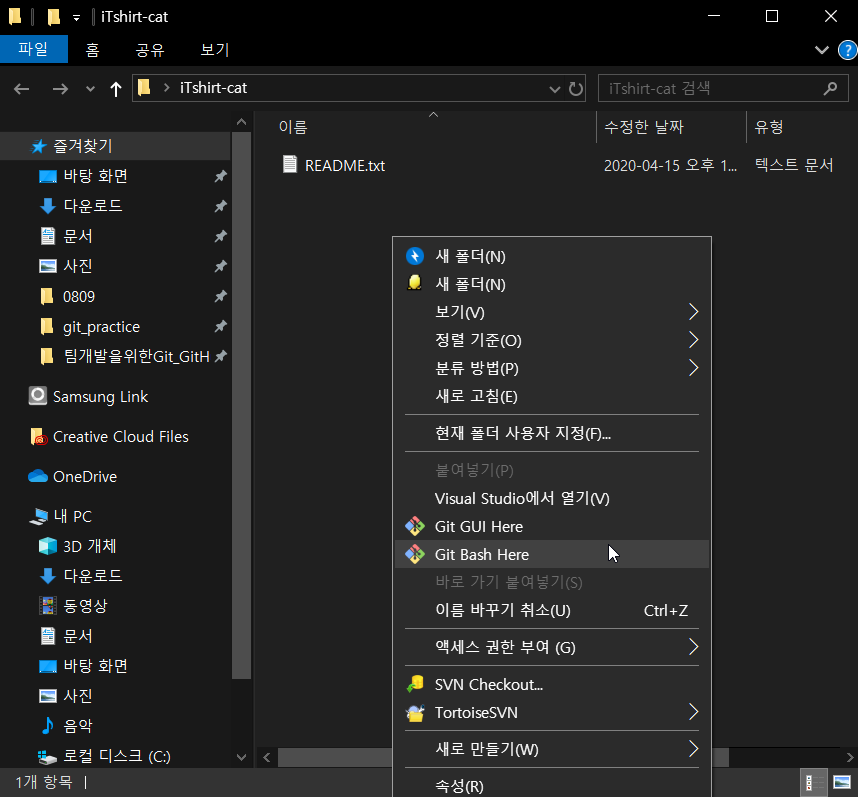 iTshirt-cat
파일 홈 공유 보기
iTshirt-cat
iTshirt-cat 검색
이름 수정한 날짜 유형
README.txt 2020-04-15 오후 1... 텍스트 문서
즐겨찾기
바탕 화면
다운로드
문서
사진
0809
git_practice
팀개발을위한Git_GitH
Samsung Link
Creative Cloud Files
OneDrive
내 PC
3D 개체
다운로드
동영상
문서
바탕 화면
사진
음악
로컬 디스크 (C:)
새 폴더(N)
새 폴더(N)
보기(V)
정렬 기준(O)
분류 방법(P)
새로 고침(E)
현재 폴더 사용자 지정(F)...
붙여넣기(P)
Visual Studio에서 열기(V)
Git GUI Here
Git Bash Here
바로 가기 붙여넣기(S)
이름 바꾸기 취소(U) Ctrl+Z
액세스 권한 부여 (G)
SVN Checkout...
TortoiseSVN
새로 만들기(W)
속성(R)
1개 항목